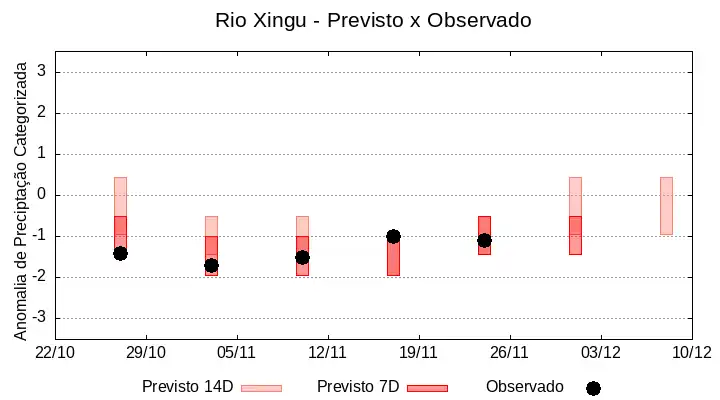 Rio Xingu - Previsto x Observado
Anomalia de Preciptação Categorizada
3
2
1
0
-1
-2
-3
22/10 29/10 05/11 12/11 19/11 26/11 03/12 10/12
Previsto 14D Previsto 7D Observado